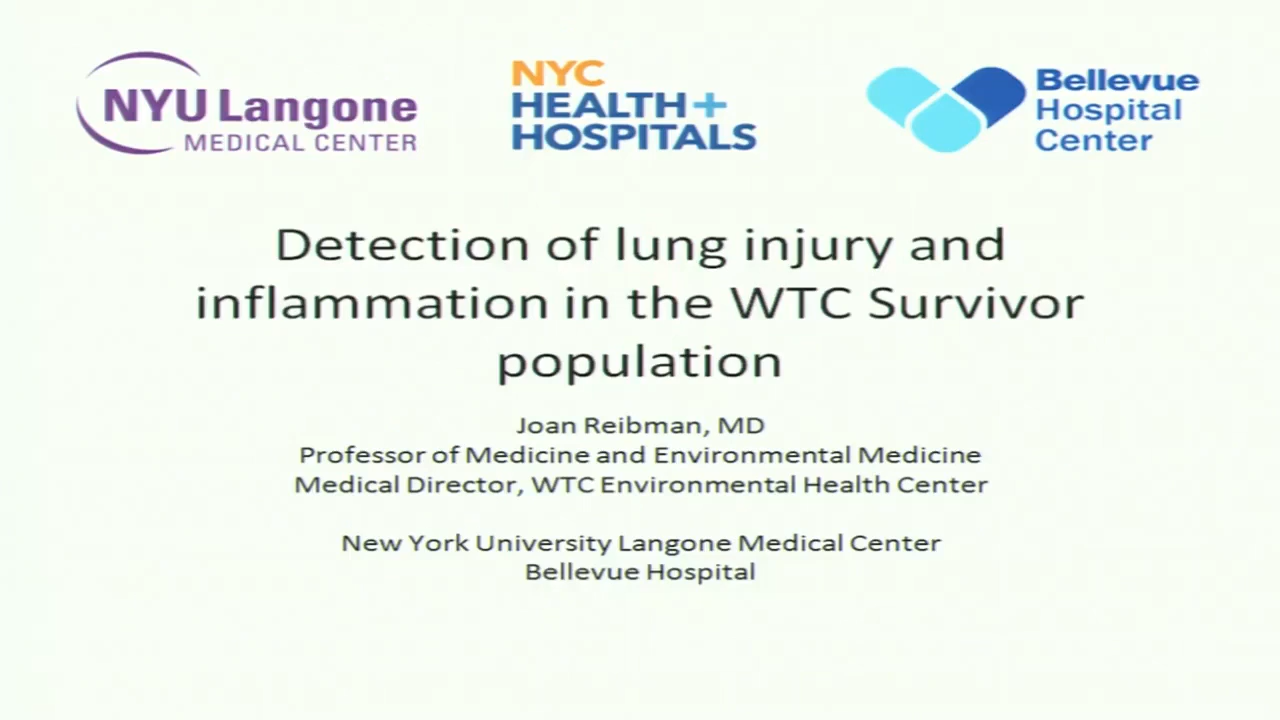 NYU Langone
MEDICAL CENTER
NYC
HEALTH+
HOSPITALS
Bellevue
Hospital
Center
Detection of lung injury and
inflammation in the WTC Survivor
population
Joan Reibman, MD
Professor of Medicine and Environmental Medicine
Medical Director, WTC Environmental Health Center
New York University Langone Medical Center
Bellevue Hospital